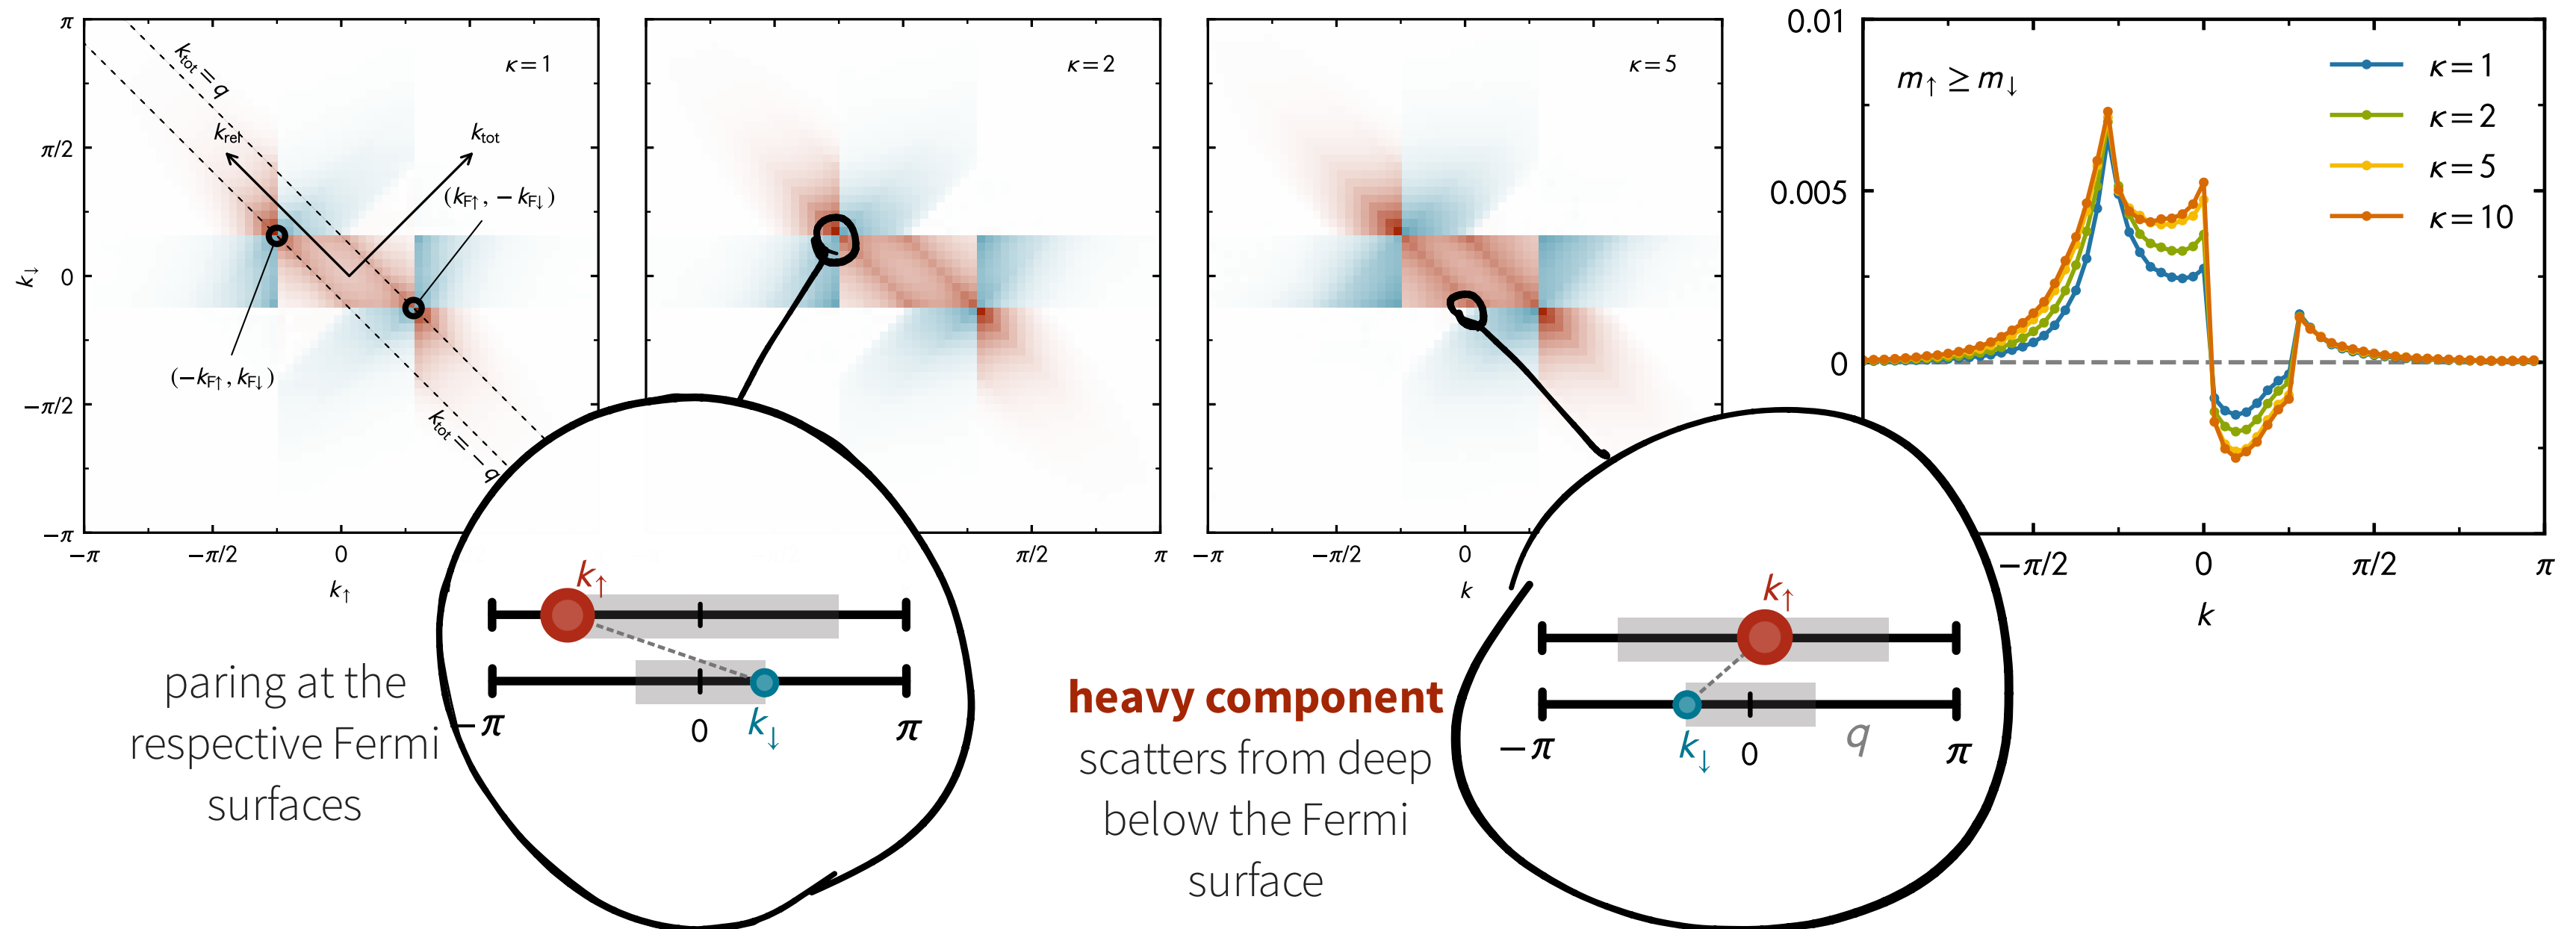 π
π/2
0
−π/2
−π
k↓
κ = 1
k_tot = q
k_rel
k_tot
(k_F↑, −k_F↓)
(−k_F↑, k_F↓)
k_tot = −q
−π
−π/2
0
k↑
κ = 2
π/2
π
κ = 5
−π
−π/2
0
k
0.01
0.005
0
m↑ ≥ m↓
κ = 1
κ = 2
κ = 5
κ = 10
−π/2
0
π/2
π
k
paring at the
respective Fermi
surfaces
k↑
−π
0
k↓
π
heavy component
scatters from deep
below the Fermi
surface
k↑
−π
k↓
0
q
π